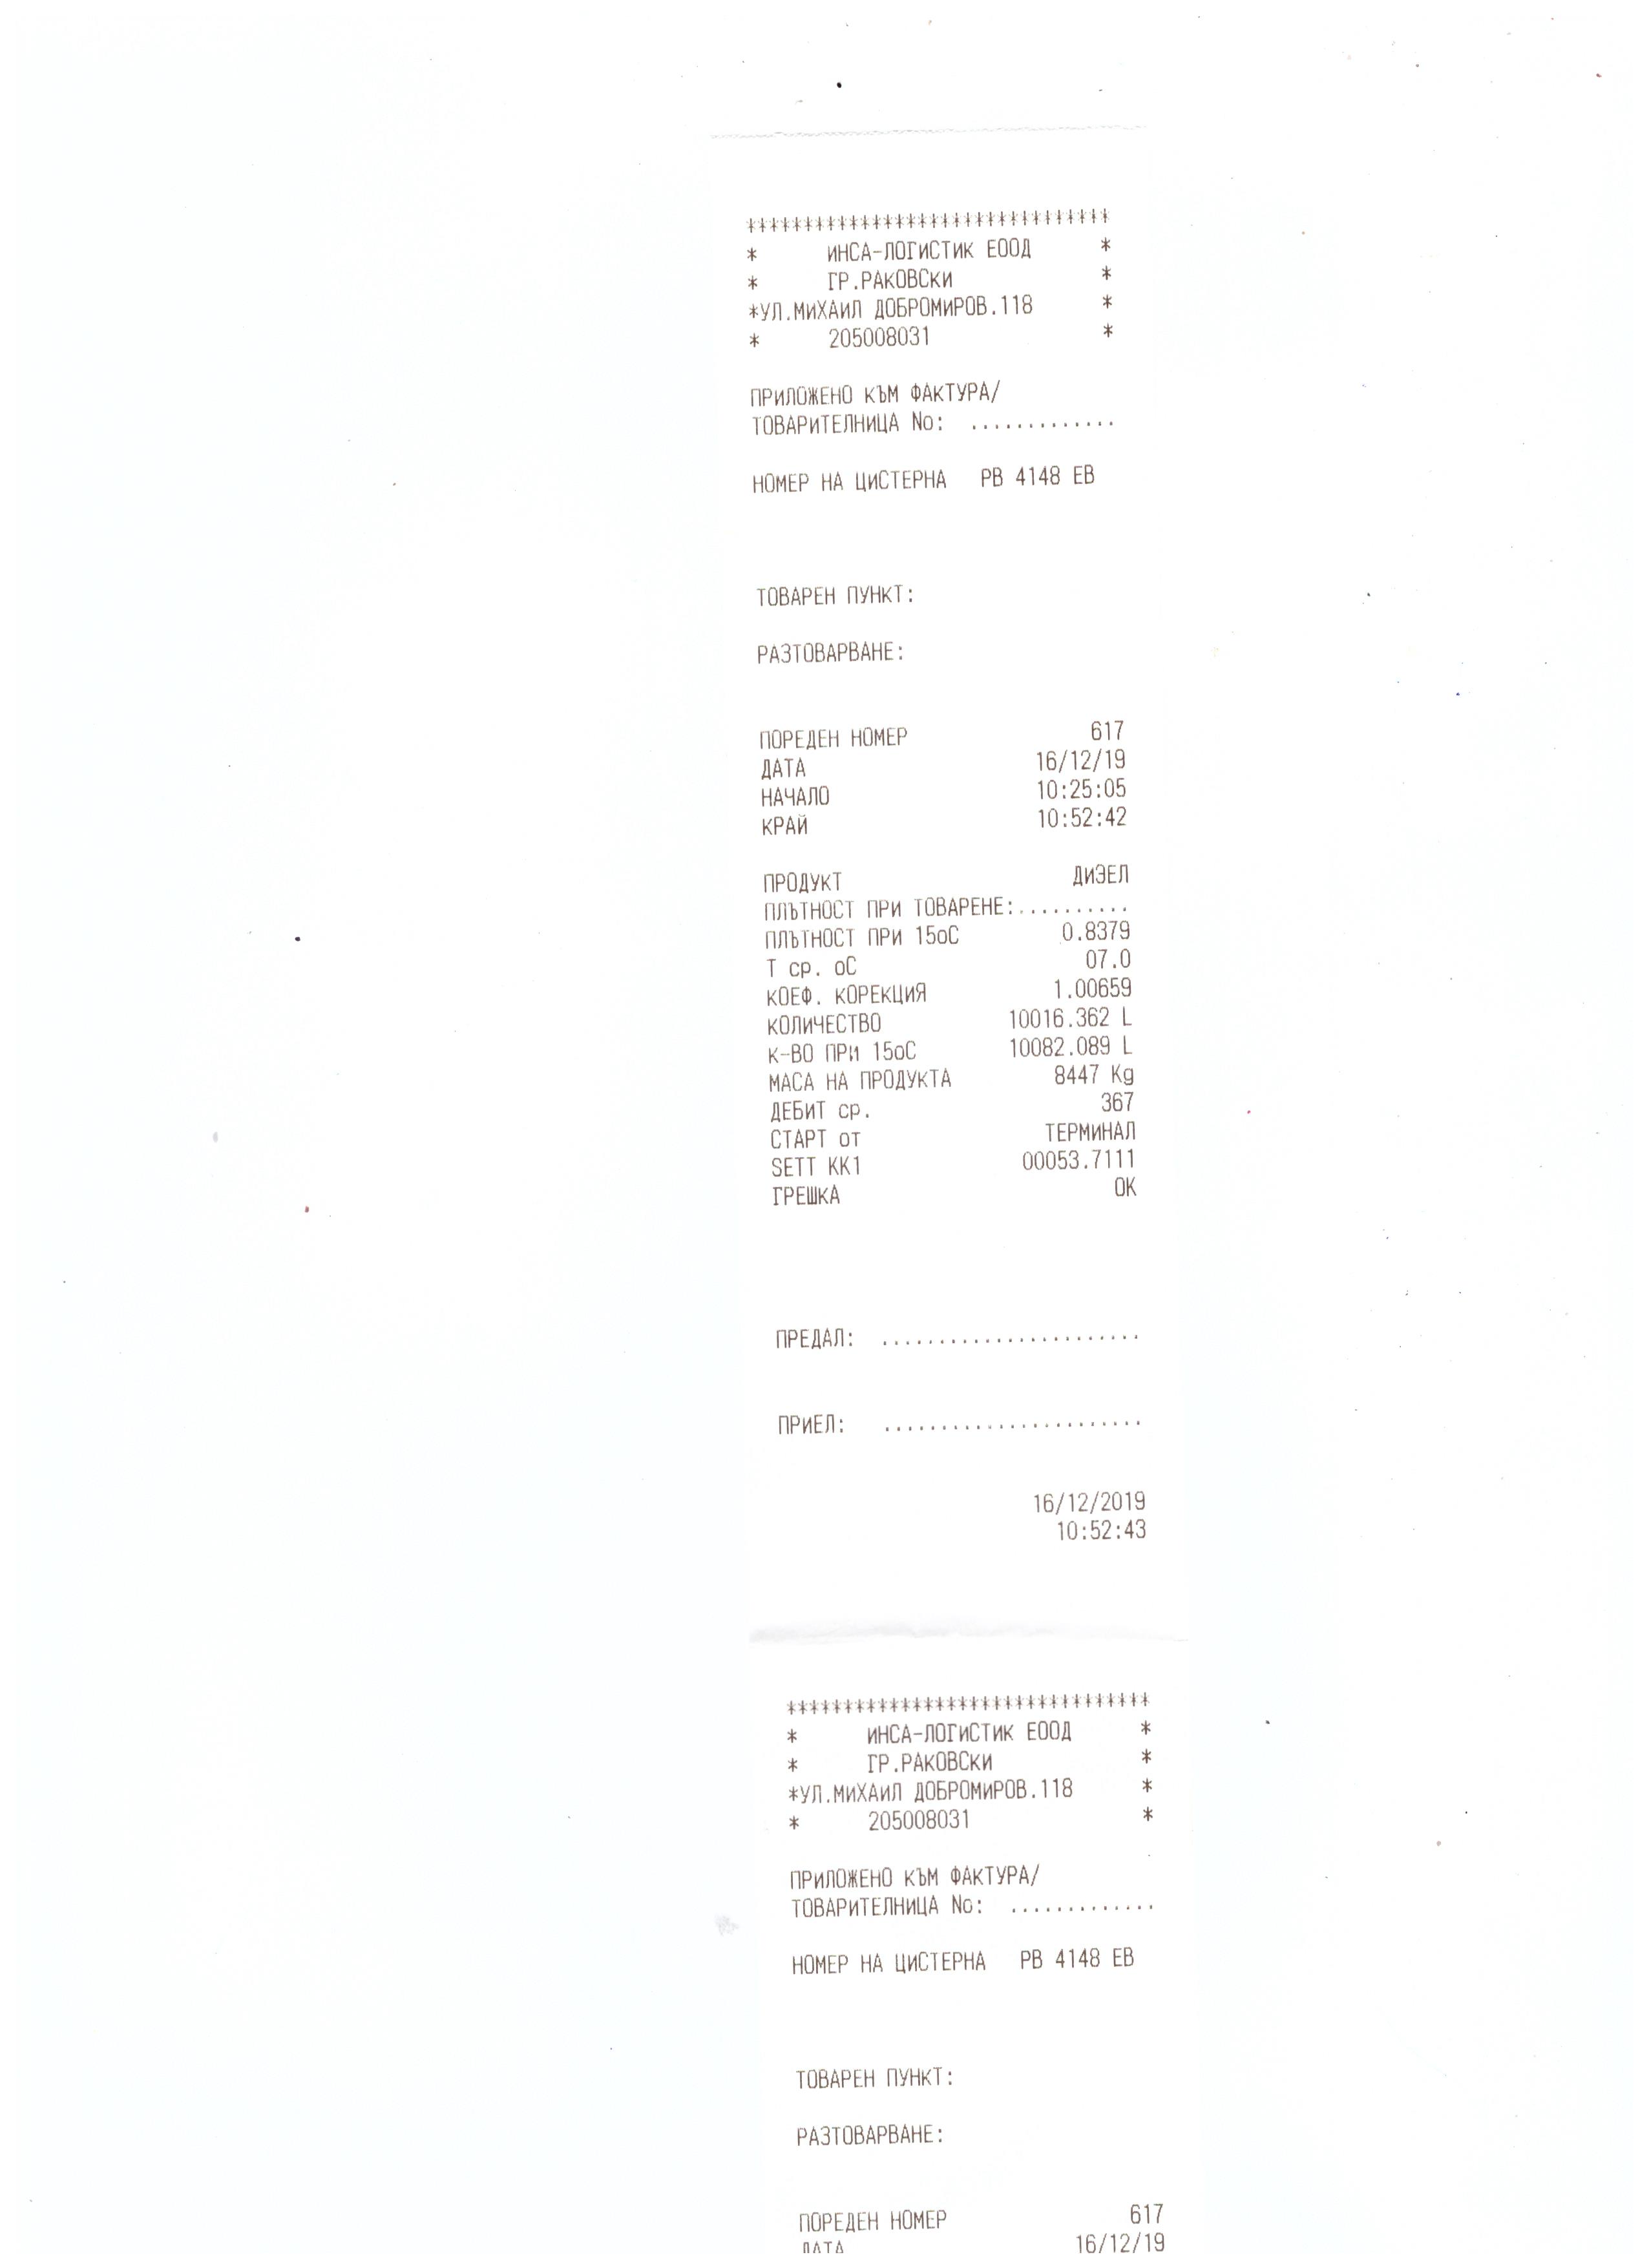 ********************************
* ИНСА-ЛОГИСТИК ЕООД *
* ГР.РАКОВСКИ *
*УЛ.МИХАИЛ ДОБРОМИРОВ.118 *
* 205008031 *
ПРИЛОЖЕНО КЪМ ФАКТУРА/
ТОВАРИТЕЛНИЦА No: .............
НОМЕР НА ЦИСТЕРНА РВ 4148 ЕВ
ТОВАРЕН ПУНКТ:
РАЗТОВАРВАНЕ:
ПОРЕДЕН НОМЕР 617
ДАТА 16/12/19
НАЧАЛО 10:25:05
КРАЙ 10:52:42
ПРОДУКТ ДИЗЕЛ
ПЛЪТНОСТ ПРИ ТОВАРЕНЕ:..........
ПЛЪТНОСТ ПРИ 15oC 0.8379
Т ср. oC 07.0
КОЕФ. КОРЕКЦИЯ 1.00659
КОЛИЧЕСТВО 10016.362 L
К-ВО ПРИ 15oC 10082.089 L
МАСА НА ПРОДУКТА 8447 Kg
ДЕБИТ ср. 367
СТАРТ от ТЕРМИНАЛ
SETT KK1 00053.7111
ГРЕШКА OK
ПРЕДАЛ: .......................
ПРИЕЛ: .......................
16/12/2019
10:52:43
********************************
* ИНСА-ЛОГИСТИК ЕООД *
* ГР.РАКОВСКИ *
*УЛ.МИХАИЛ ДОБРОМИРОВ.118 *
* 205008031 *
ПРИЛОЖЕНО КЪМ ФАКТУРА/
ТОВАРИТЕЛНИЦА No: .............
НОМЕР НА ЦИСТЕРНА РВ 4148 ЕВ
ТОВАРЕН ПУНКТ:
РАЗТОВАРВАНЕ:
ПОРЕДЕН НОМЕР 617
ДАТА 16/12/19